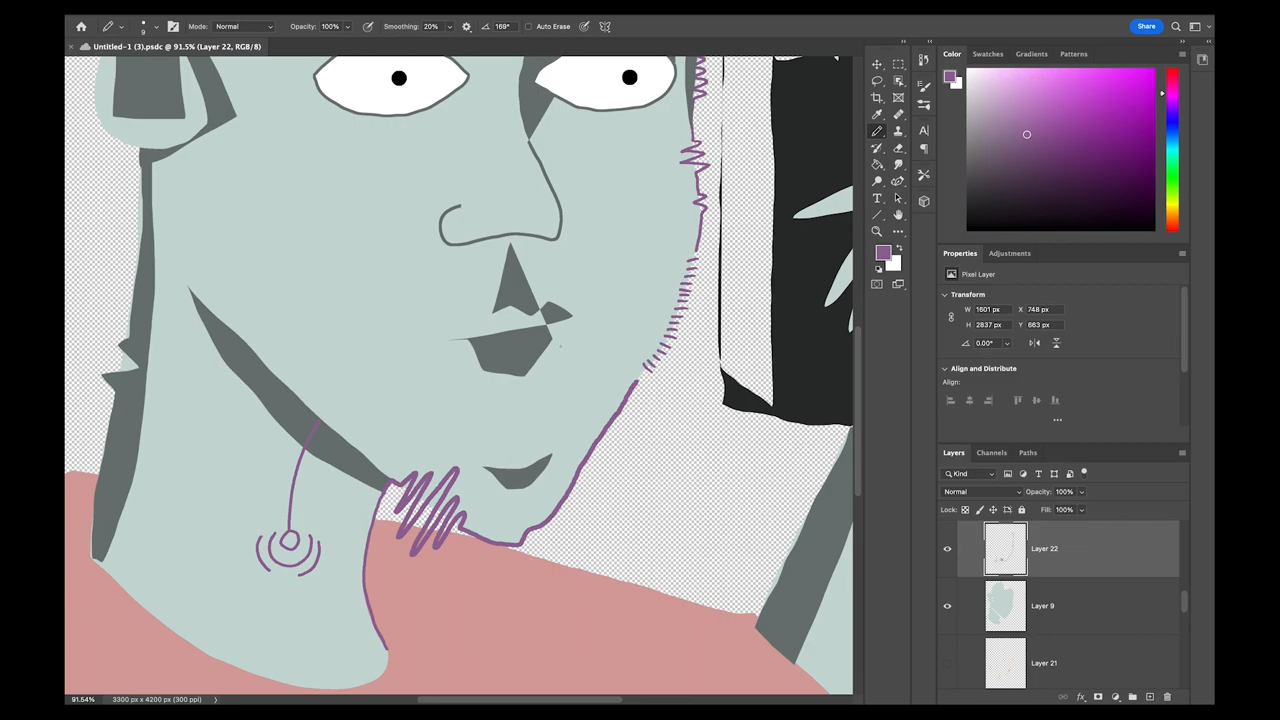 9 Mode: Normal Opacity: 100% Smoothing: 20% 169° Auto Erase Share
× Untitled-1 (3).psdc @ 91.5% (Layer 22, RGB/8)
Color Swatches Gradients Patterns
Properties Adjustments
Pixel Layer
Transform
W 1601 px X 748 px
H 2837 px Y 663 px
0.00°
Align and Distribute
Align:
Layers Channels Paths
Kind
Normal Opacity: 100%
Lock: Fill: 100%
Layer 22
Layer 9
Layer 21
91.54% 3300 px x 4200 px (300 ppi)